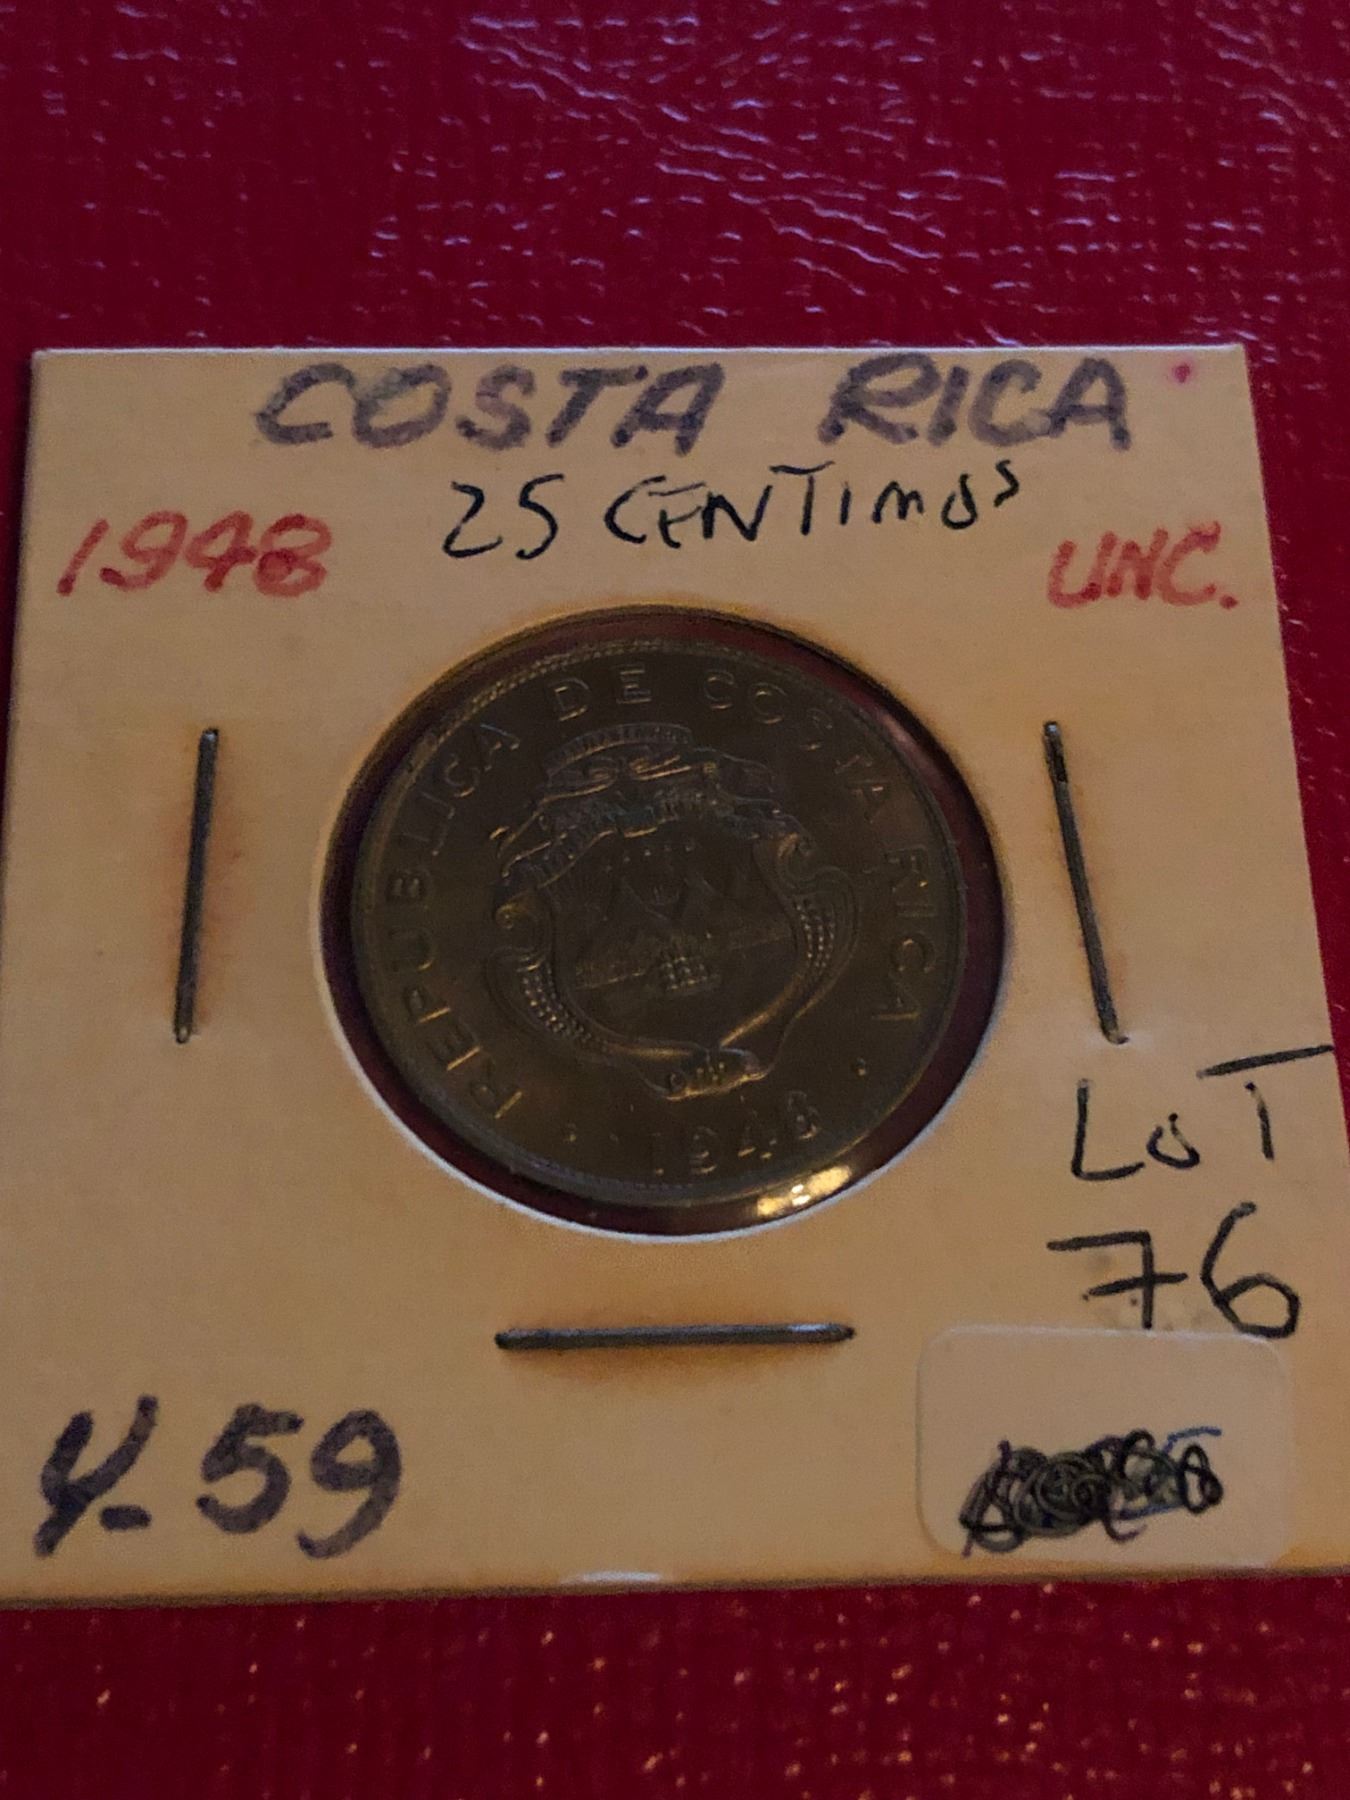 COSTA RICA
25 CENTIMOS
1948
UNC.
REPUBLICA DE COSTA RICA
1948
LOT
76
Y-59